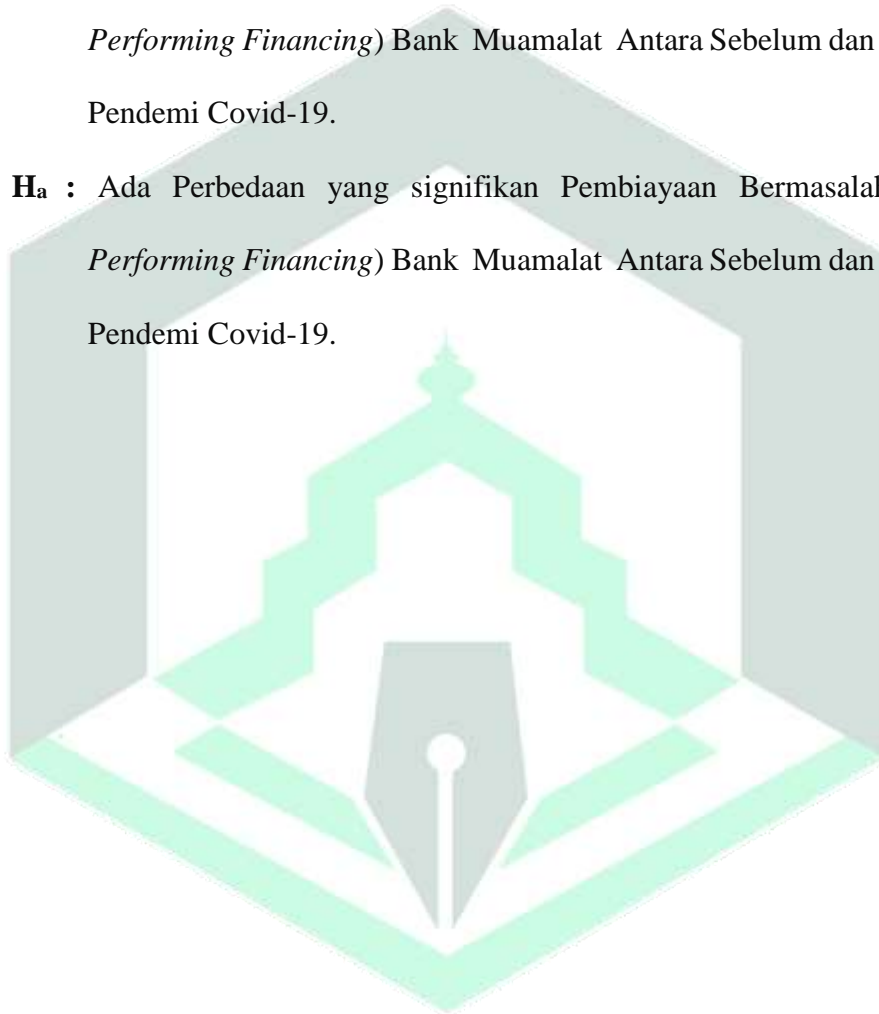 Performing Financing) Bank Muamalat Antara Sebelum dan
Pendemi Covid-19.
Ha : Ada Perbedaan yang signifikan Pembiayaan Bermasalah
Performing Financing) Bank Muamalat Antara Sebelum dan
Pendemi Covid-19.